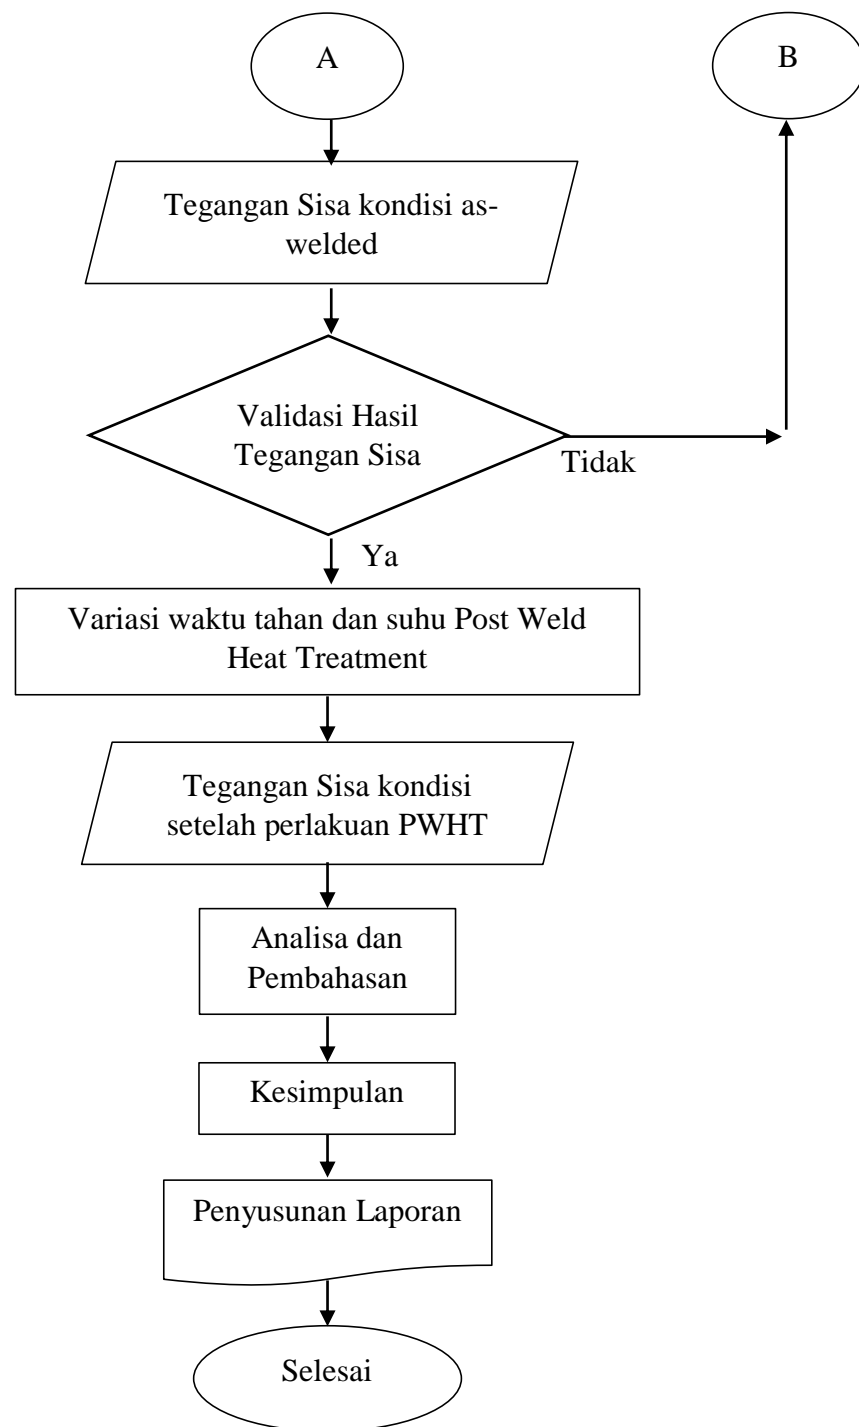 A
B
Tegangan Sisa kondisi as-
welded
Validasi Hasil
Tegangan Sisa
Tidak
Ya
Variasi waktu tahan dan suhu Post Weld
Heat Treatment
Tegangan Sisa kondisi
setelah perlakuan PWHT
Analisa dan
Pembahasan
Kesimpulan
Penyusunan Laporan
Selesai